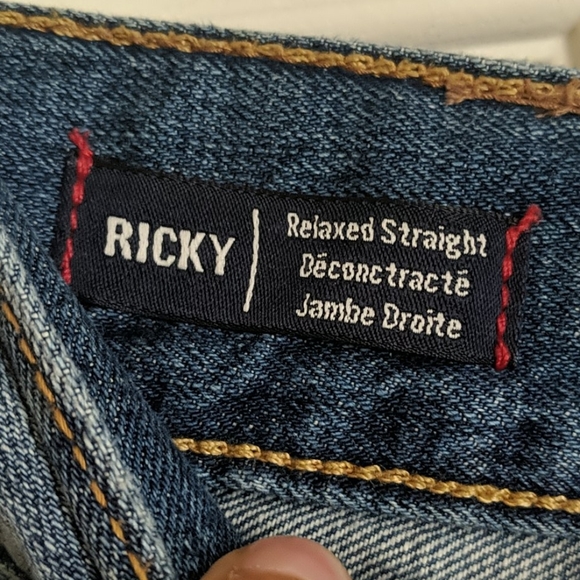 RICKY
Relaxed Straight
Déconctracté
Jambe Droite